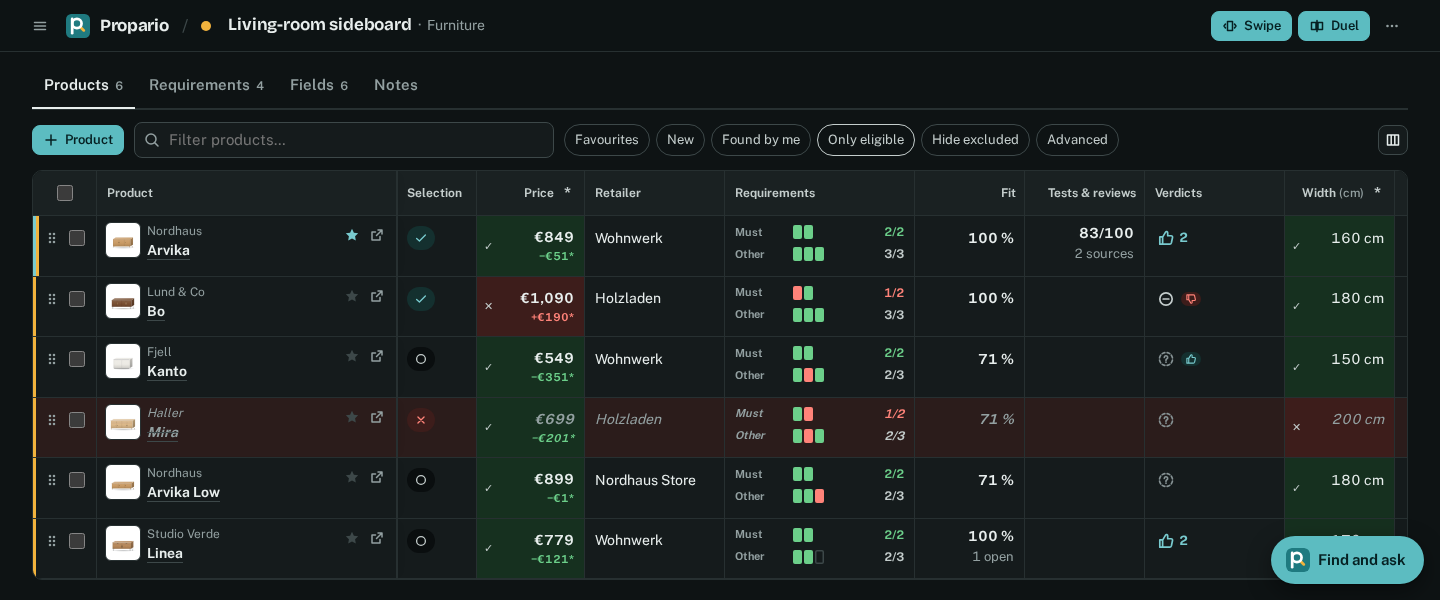 Propario / Living-room sideboard · Furniture
Swipe Duel
Products 6 Requirements 4 Fields 6 Notes
Product Filter products... Favourites New Found by me Only eligible Hide excluded Advanced
Product Selection Price * Retailer Requirements Fit Tests & reviews Verdicts Width (cm) *
Nordhaus
Arvika
€849
−€51*
Wohnwerk
Must 2/2
Other 3/3
100 %
83/100
2 sources
2
160 cm
Lund & Co
Bo
€1,090
+€190*
Holzladen
Must 1/2
Other 3/3
100 %
180 cm
Fjell
Kanto
€549
−€351*
Wohnwerk
Must 2/2
Other 2/3
71 %
150 cm
Haller
Mira
€699
−€201*
Holzladen
Must 1/2
Other 2/3
71 %
200 cm
Nordhaus
Arvika Low
€899
−€1*
Nordhaus Store
Must 2/2
Other 2/3
71 %
180 cm
Studio Verde
Linea
€779
−€121*
Wohnwerk
Must 2/2
Other 2/3
100 %
1 open
2
Find and ask